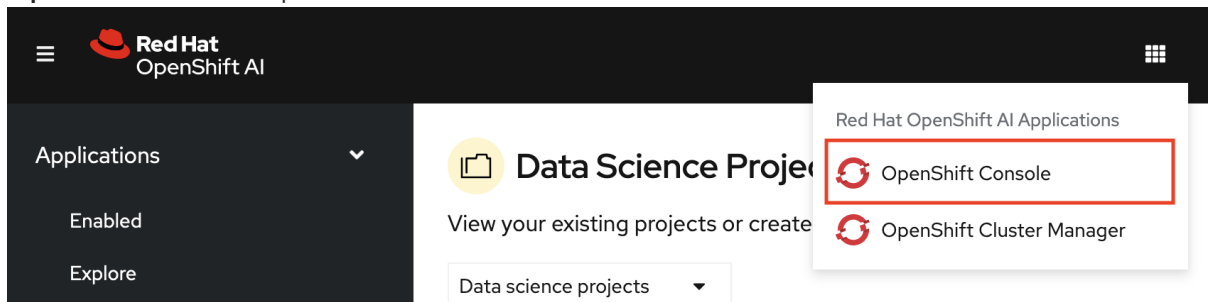 Red Hat
OpenShift AI
Red Hat OpenShift AI Applications
Applications
Data Science Proje
OpenShift Console
Enabled
View your existing projects or create
OpenShift Cluster Manager
Explore
Data science projects